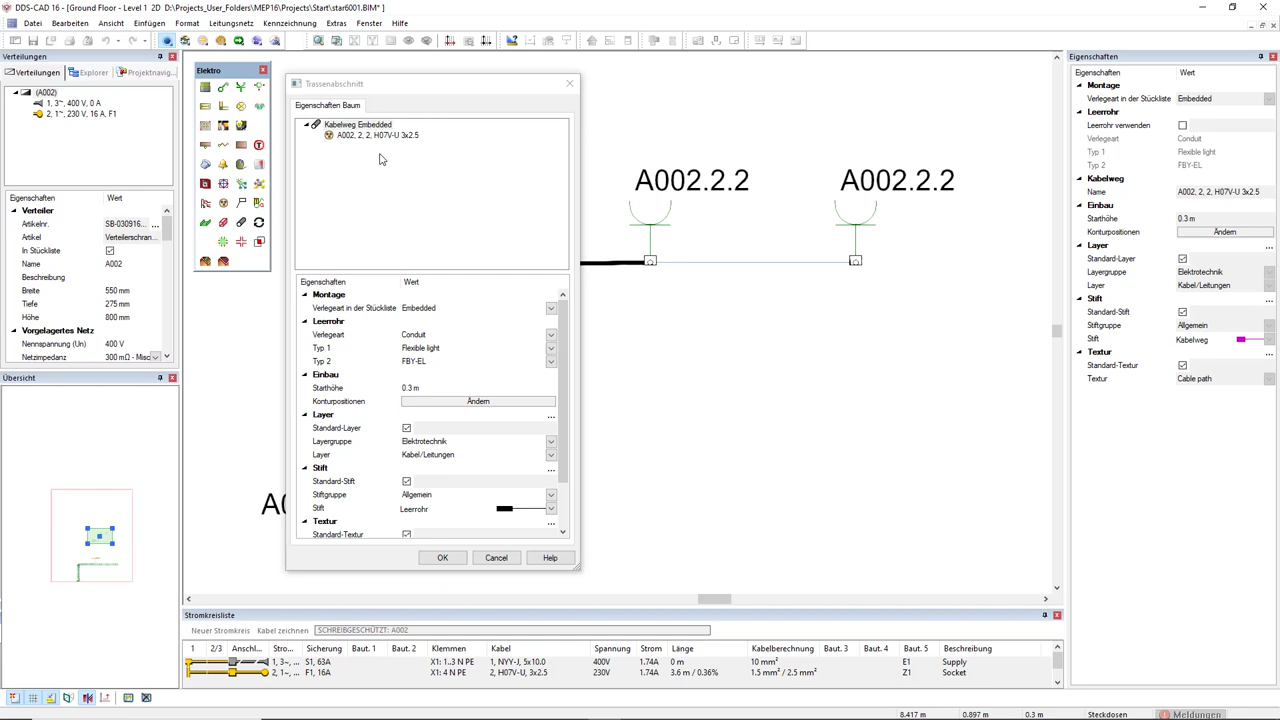 DDS-CAD 16 - [Ground Floor - Level 1 2D D:\Projects_User_Folders\MEP16\Projects\Start\star6001.BIM* ]
Datei Bearbeiten Ansicht Einfügen Format Leitungsnetz Kennzeichnung Extras Fenster Hilfe
Verteilungen
Verteilungen Explorer Projektnavig...
(A002)
1, 3~, 400 V, 0 A
2, 1~, 230 V, 16 A, F1
Eigenschaften Wert
Verteiler
Artikelnr. SB-030916... ...
Artikel Verteilerschran...
In Stückliste
Name A002
Beschreibung
Breite 550 mm
Tiefe 275 mm
Höhe 800 mm
Vorgelagertes Netz
Nennspannung (Un) 400 V
Netzimpedanz 300 mΩ - Misc
Übersicht
Elektro
Trassenabschnitt
Eigenschaften Baum
Kabelweg Embedded
A002, 2, 2, H07V-U 3x2.5
Eigenschaften Wert
Montage
Verlegeart in der Stückliste Embedded
Leerrohr
Verlegeart Conduit
Typ 1 Flexible light
Typ 2 FBY-EL
Einbau
Starthöhe 0.3 m
Konturpositionen Ändern
Layer ...
Standard-Layer
Layergruppe Elektrotechnik
Layer Kabel/Leitungen
Stift ...
Standard-Stift
Stiftgruppe Allgemein
Stift Leerrohr
Textur ...
Standard-Textur
OK Cancel Help
A002.2.2 A002.2.2
Eigenschaften
Eigenschaften Wert
Montage
Verlegeart in der Stückliste Embedded
Leerrohr
Leerrohr verwenden
Verlegeart Conduit
Typ 1 Flexible light
Typ 2 FBY-EL
Kabelweg
Name A002, 2, 2, H07V-U 3x2.5
Einbau
Starthöhe 0.3 m
Konturpositionen Ändern
Layer ...
Standard-Layer
Layergruppe Elektrotechnik
Layer Kabel/Leitungen
Stift ...
Standard-Stift
Stiftgruppe Allgemein
Stift Kabelweg
Textur ...
Standard-Textur
Textur Cable path
Stromkreisliste
Neuer Stromkreis Kabel zeichnen SCHREIBGESCHÜTZT: A002
1 2/3 Anschl... Stro... Sicherung Baut. 1 Baut. 2 Klemmen Kabel Spannung Strom Länge Kabelberechnung Baut. 3 Baut. 4 Baut. 5 Beschreibung
1, 3~, ... S1, 63A X1: 1..3 N PE 1, NYY-J, 5x10.0 400V 1.74A 0 m 10 mm² E1 Supply
2, 1~, ... F1, 16A X1: 4 N PE 2, H07V-U, 3x2.5 230V 1.74A 3.6 m / 0.36% 1.5 mm² / 2.5 mm² Z1 Socket
8.417 m 0.897 m 0.3 m Steckdosen Meldungen